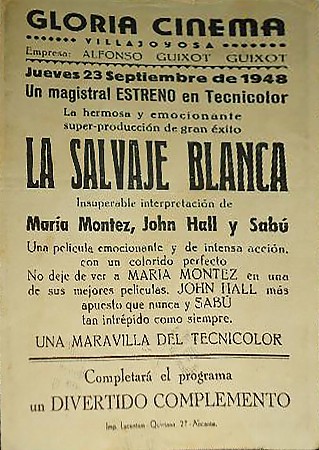 GLORIA CINEMA
VILLAJOYOSA
Empresa: ALFONSO GUIXOT GUIXOT
Jueves 23 Septiembre de 1948
Un magistral ESTRENO en Tecnicolor
La hermosa y emocionante
super-producción de gran éxito
LA SALVAJE BLANCA
Insuperable interpretación de
María Montez, John Hall y Sabú
Una película emocionante y de intensa acción.
con un colorido perfecto
No deje de ver a MARIA MONTEZ en una
de sus mejores películas. JOHN HALL más
apuesto que nunca y SABÚ
tan intrépido como siempre.
UNA MARAVILLA DEL TECNICOLOR
Completará el programa
un DIVERTIDO COMPLEMENTO
Imp. Quintana, 27-Alicante.